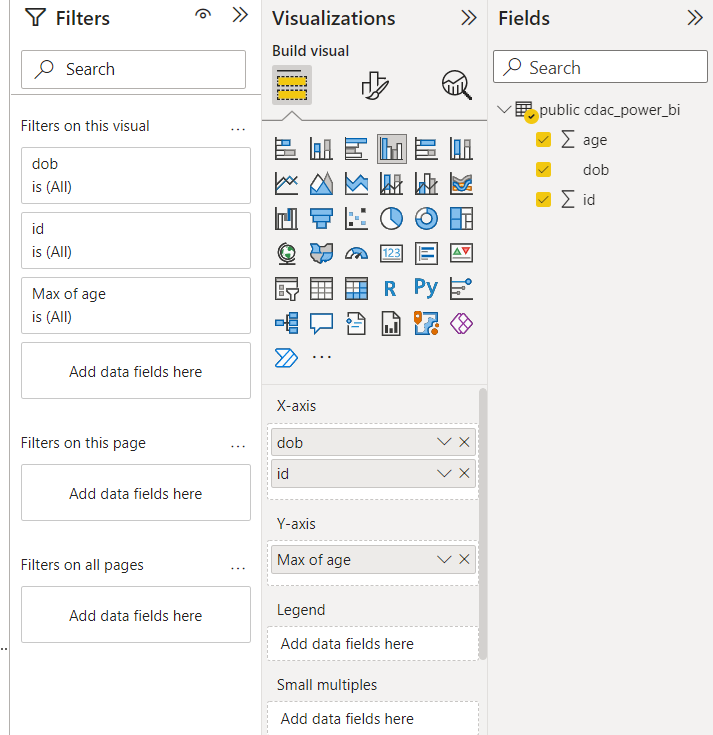 Filters
Search
Filters on this visual
...
dob
is (All)
id
is (All)
Max of age
is (All)
Add data fields here
Filters on this page
...
Add data fields here
Filters on all pages
...
Add data fields here
Visualizations
Build visual
123
R
Py
...
X-axis
dob
id
Y-axis
Max of age
Legend
Add data fields here
Small multiples
Add data fields here
Fields
Search
public cdac_power_bi
∑ age
dob
∑ id